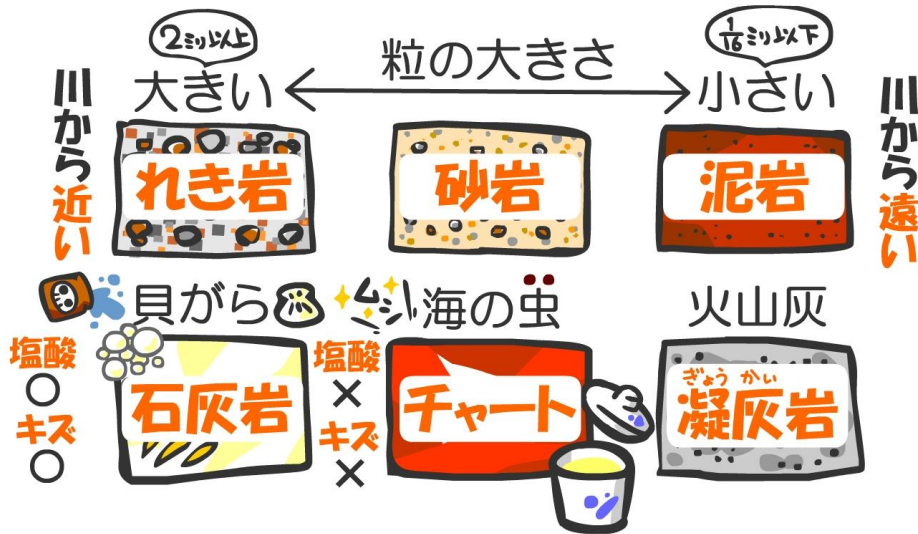 2ミリ以上
粒の大きさ
1/16ミリ以下
大きい
小さい
川から近い
れき岩
砂岩
泥岩
川から遠い
貝がら
海の虫
火山灰
塩酸
○
キズ
○
石灰岩
塩酸
×
キズ
×
チャート
ぎょうかい
凝灰岩